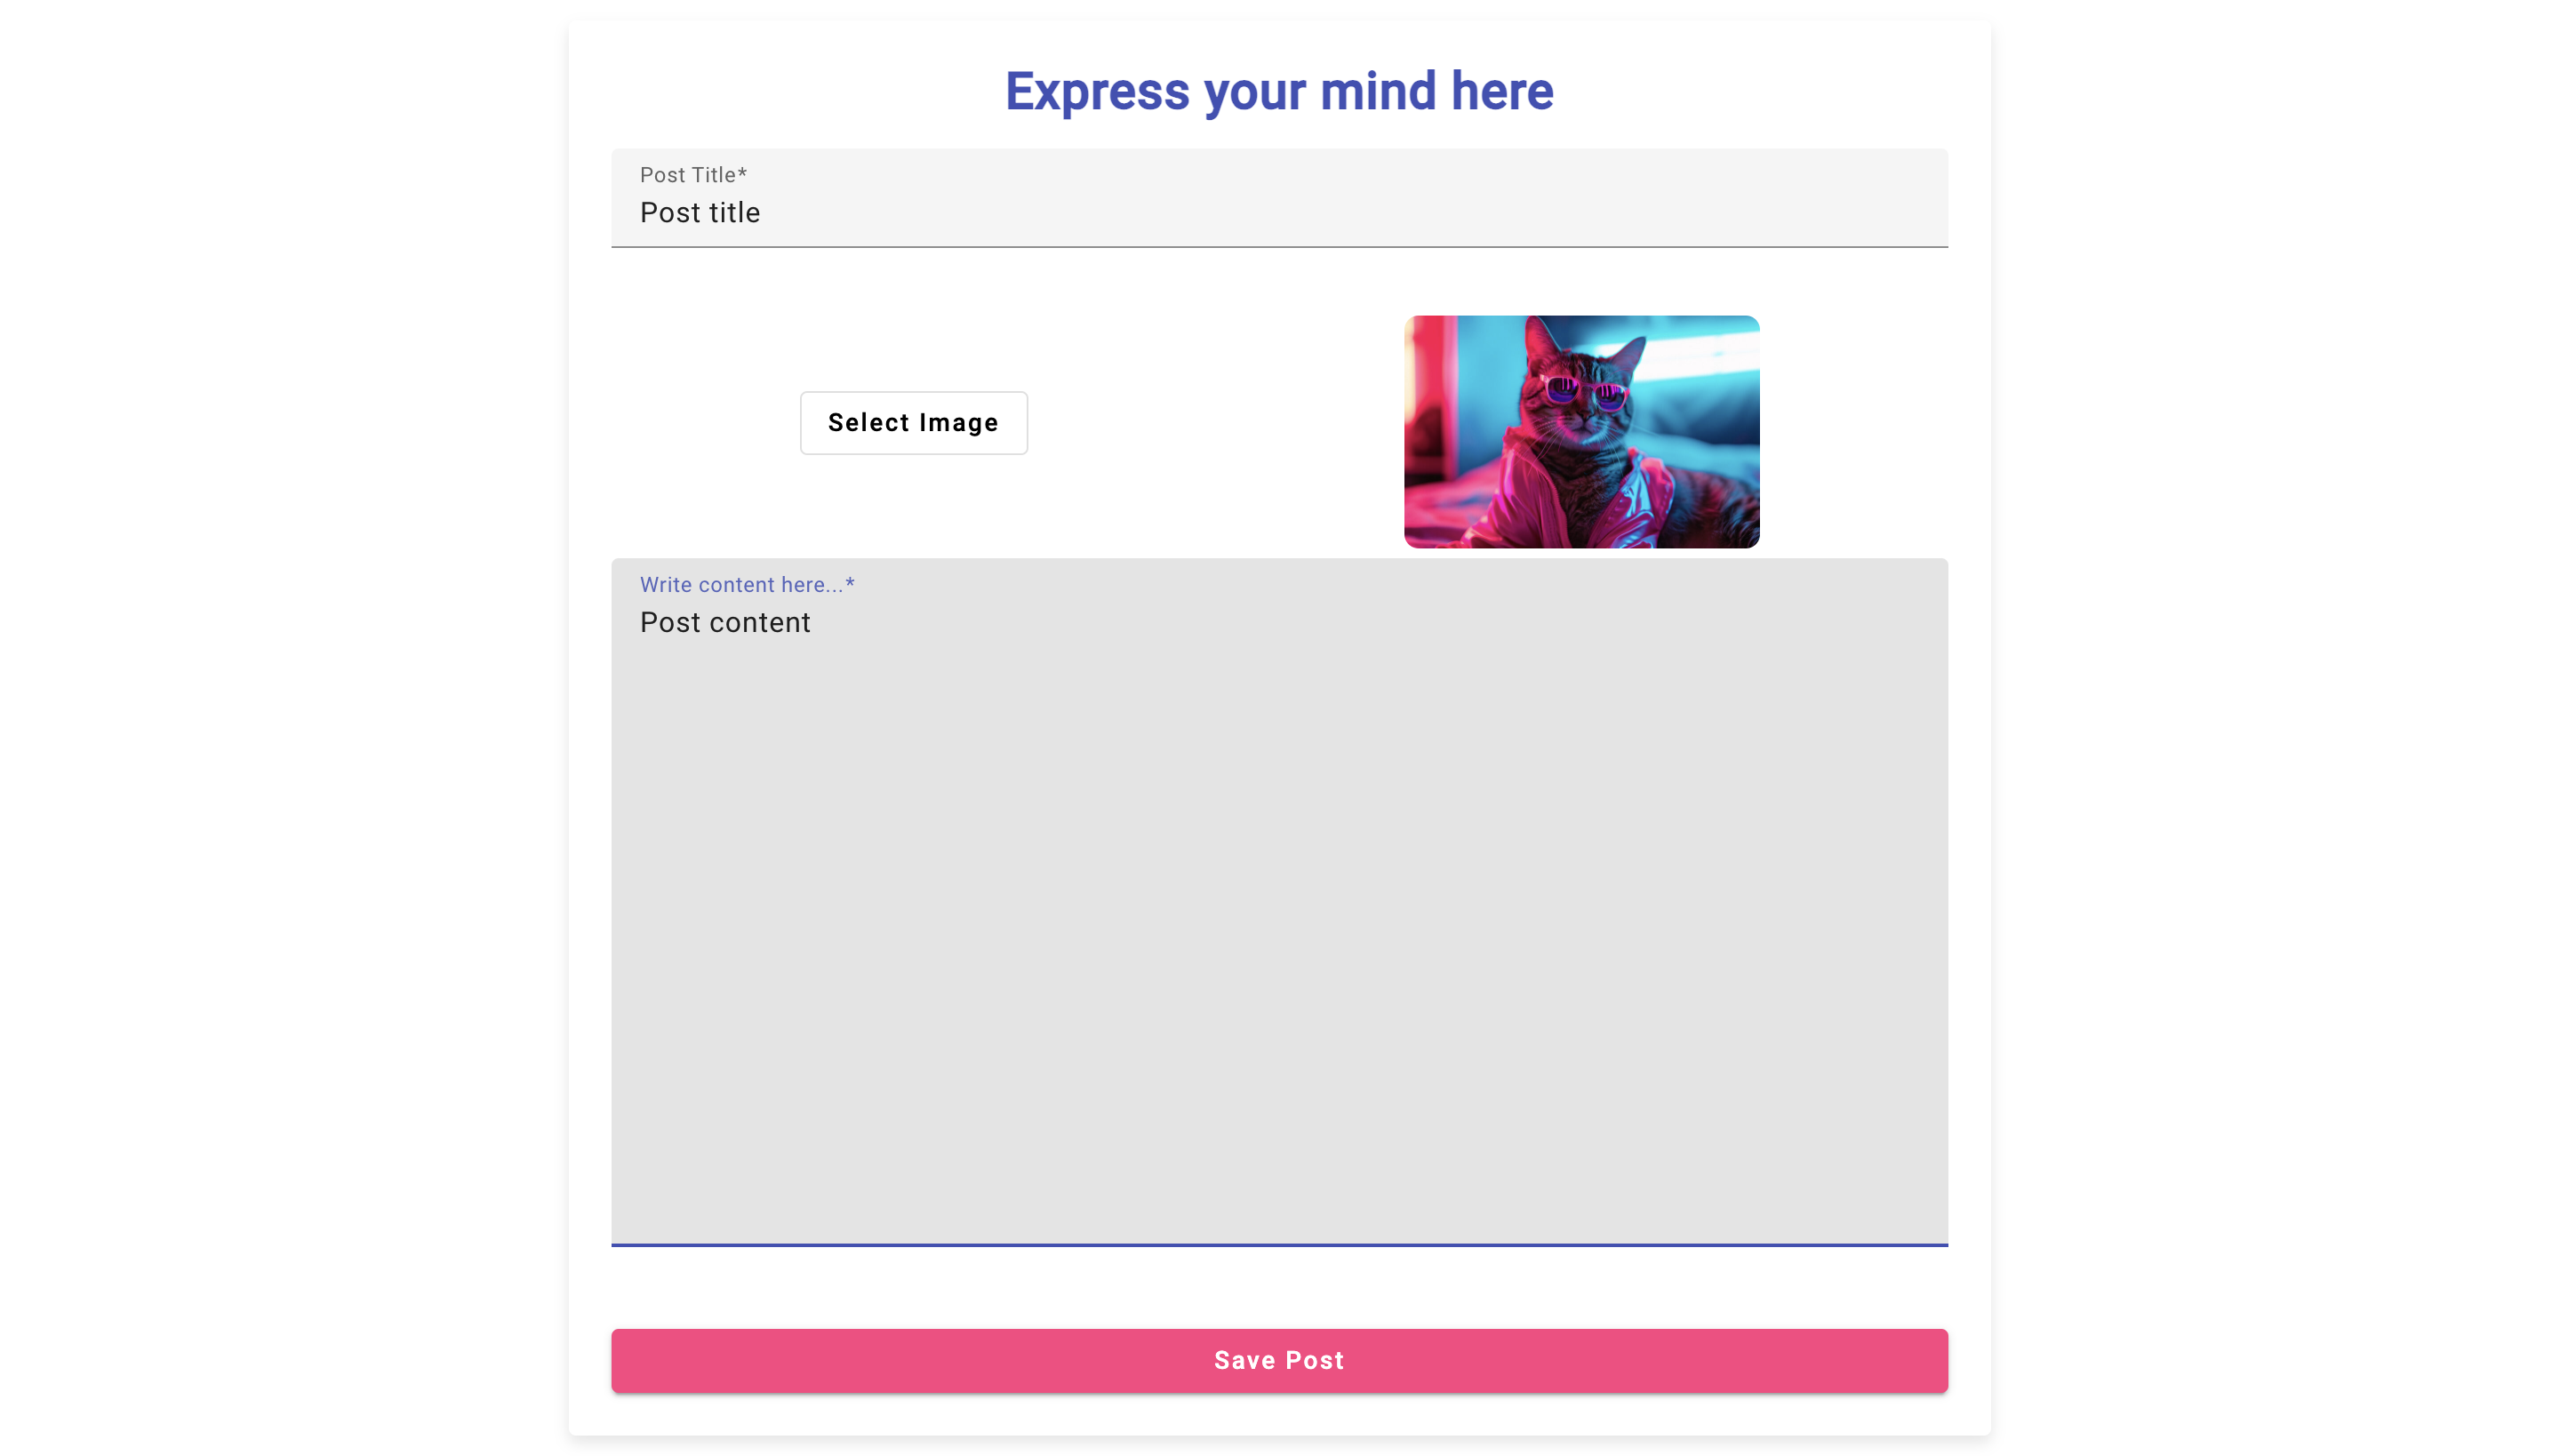 Express your mind here
Post Title*
Post title
Select Image
Write content here...*
Post content
Save Post